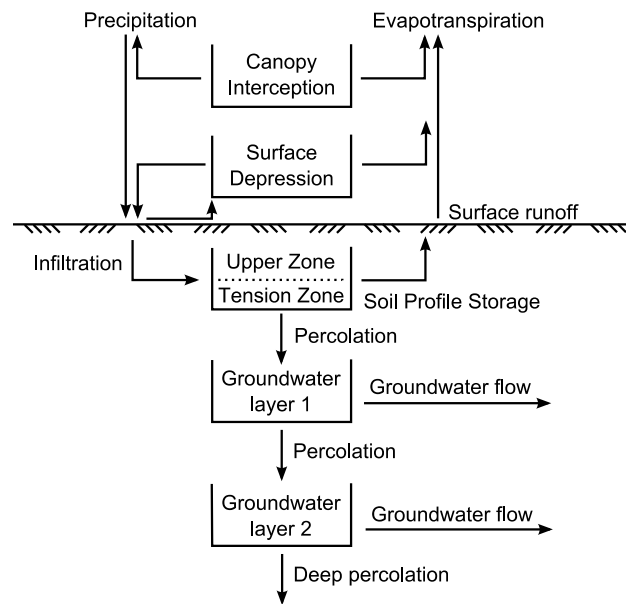 Precipitation
Evapotranspiration
Canopy
Interception
Surface
Depression
Surface runoff
Infiltration
Upper Zone
Tension Zone
Soil Profile Storage
Percolation
Groundwater
layer 1
Groundwater flow
Percolation
Groundwater
layer 2
Groundwater flow
Deep percolation